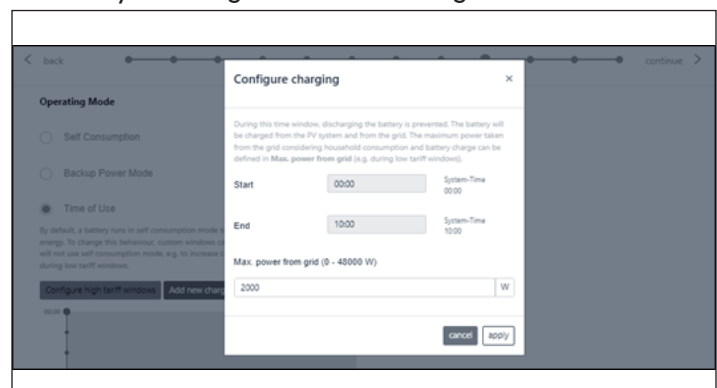 back
continue
Configure charging
×
Operating Mode
During this time window, discharging the battery is prevented. The battery will
be charged from the PV system and from the grid. The maximum power taken
from the grid considering household consumption and battery charge can be
defined in Max. power from grid (e.g. during low tariff windows).
Self Consumption
Backup Power Mode
Start
00:00
System-Time
00:00
Time of Use
By default, a battery runs in self consumption mode
energy. To change this behaviour, custom windows
will not use self consumption mode, e.g. to increase
during low tariff windows.
End
10:00
System-Time
10:00
Max. power from grid (0 - 48000 W)
Configure high tariff windows
Add new charg
2000
W
00:00
cancel
apply